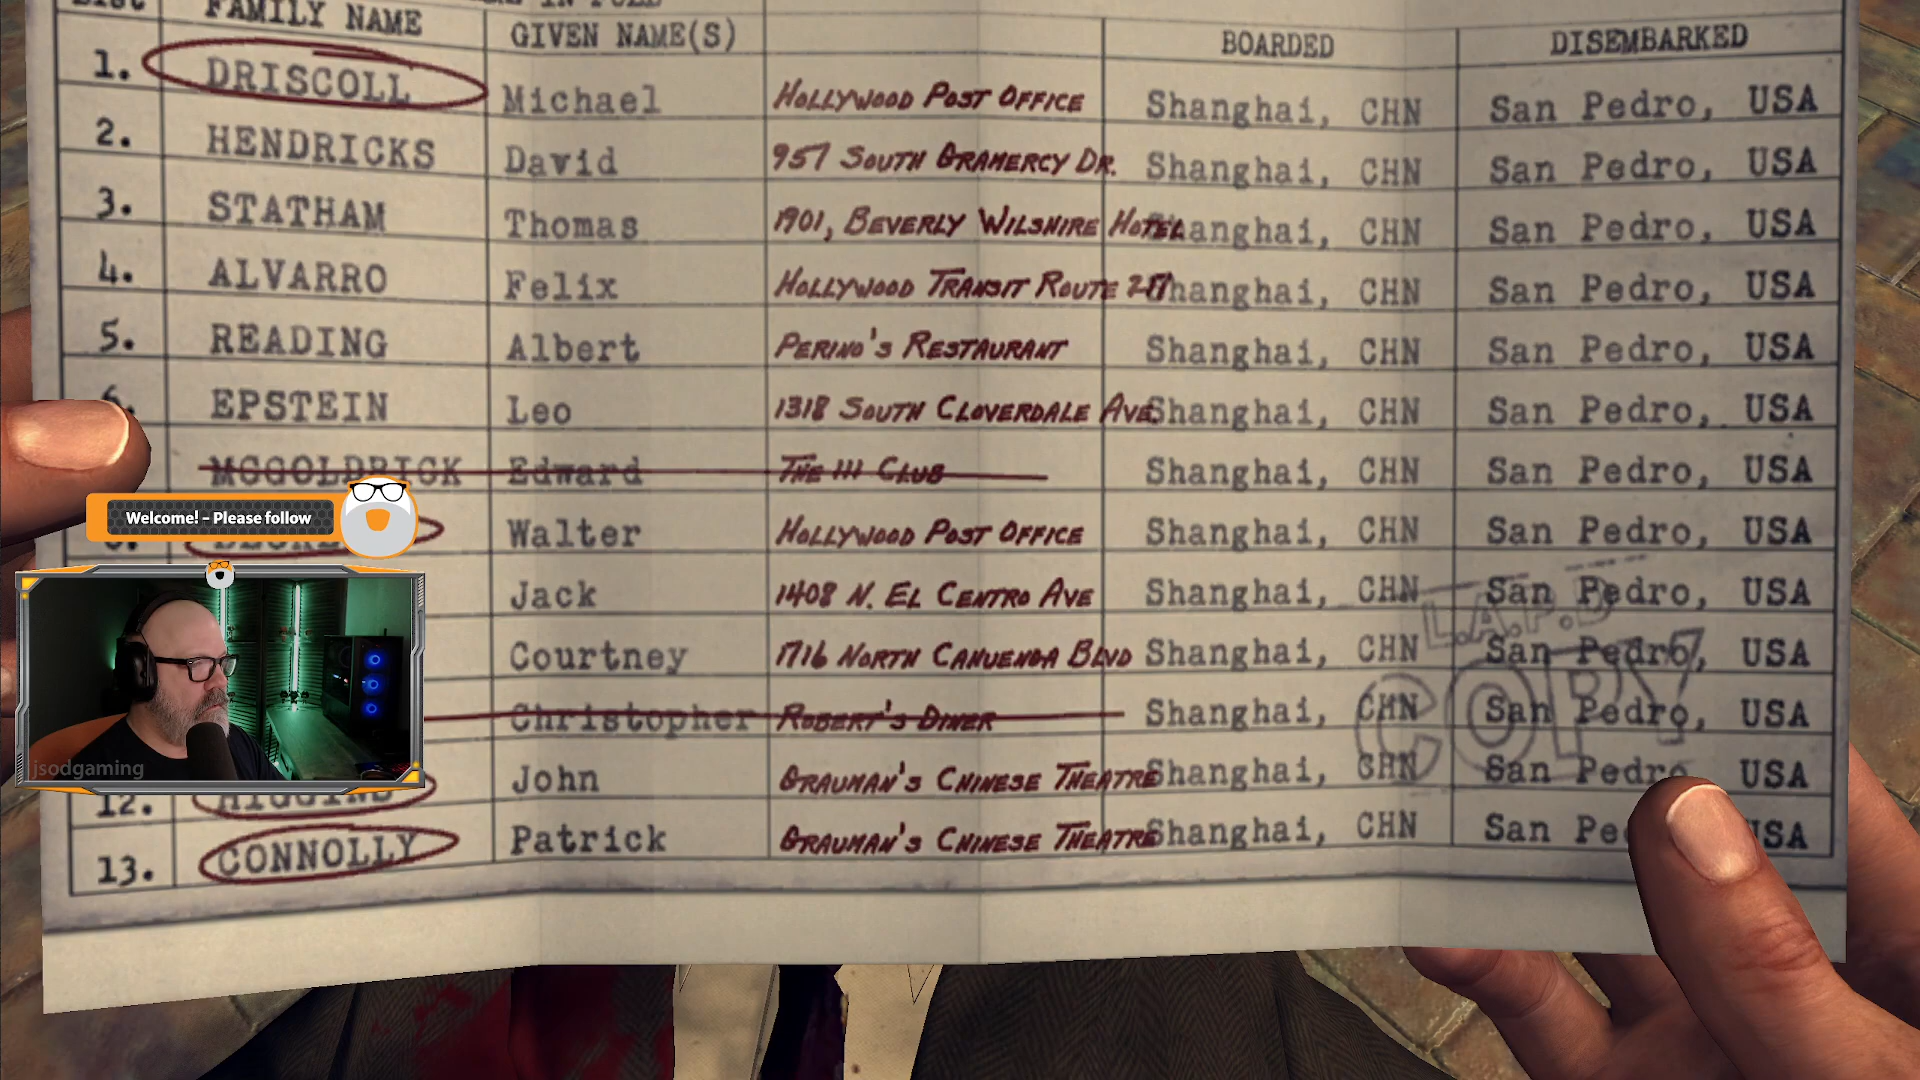 FAMILY NAME GIVEN NAME(S) BOARDED DISEMBARKED
1. DRISCOLL Michael HOLLYWOOD POST OFFICE Shanghai, CHN San Pedro, USA
2. HENDRICKS David 957 SOUTH GRAMERCY DR. Shanghai, CHN San Pedro, USA
3. STATHAM Thomas 1901, BEVERLY WILSHIRE HOTEL Shanghai, CHN San Pedro, USA
4. ALVARRO Felix HOLLYWOOD TRANSIT ROUTE Shanghai, CHN San Pedro, USA
5. READING Albert PERINO'S RESTAURANT Shanghai, CHN San Pedro, USA
6. EPSTEIN Leo 1318 SOUTH CLOVERDALE AVE. Shanghai, CHN San Pedro, USA
MCGOLDRICK Edward THE 111 CLUB Shanghai, CHN San Pedro, USA
Welcome! - Please follow
Walter HOLLYWOOD POST OFFICE Shanghai, CHN San Pedro, USA
Jack 1408 N. EL CENTRO AVE Shanghai, CHN San Pedro, USA
Courtney 1716 NORTH CAHUENGA BLVD Shanghai, CHN San Pedro, USA
Christopher ROBERT'S DINER Shanghai, CHN San Pedro, USA
L.A.P.D
COPY
jsodgaming
12. HIGGINS John GRAUMAN'S CHINESE THEATRE Shanghai, CHN San Pedro, USA
13. CONNOLLY Patrick GRAUMAN'S CHINESE THEATRE Shanghai, CHN San Pe USA